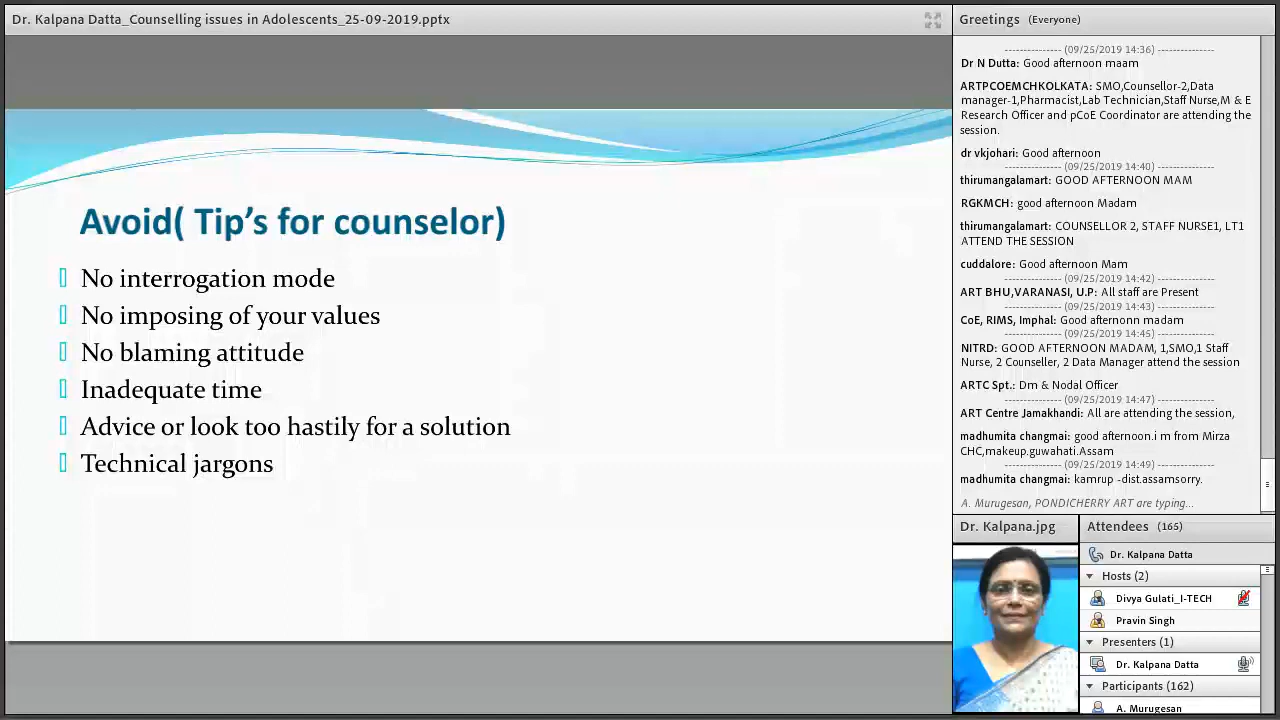 Dr. Kalpana Datta_Counselling issues in Adolescents_25-09-2019.pptx
Avoid( Tip's for counselor)
No interrogation mode
No imposing of your values
No blaming attitude
Inadequate time
Advice or look too hastily for a solution
Technical jargons
Greetings (Everyone)
--------------- (09/25/2019 14:36) ---------------
Dr N Dutta: Good afternoon maam
ARTPCOEMCHKOLKATA: SMO,Counsellor-2,Data
manager-1,Pharmacist,Lab Technician,Staff Nurse,M & E
Research Officer and pCoE Coordinator are attending the
session.
dr vkjohari: Good afternoon
--------------- (09/25/2019 14:40) ---------------
thirumangalamart: GOOD AFTERNOON MAM
RGKMCH: good afternoon Madam
thirumangalamart: COUNSELLOR 2, STAFF NURSE1, LT1
ATTEND THE SESSION
cuddalore: Good afternoon Mam
--------------- (09/25/2019 14:42) ---------------
ART BHU,VARANASI, U.P: All staff are Present
--------------- (09/25/2019 14:43) ---------------
CoE, RIMS, Imphal: Good afternonn madam
--------------- (09/25/2019 14:45) ---------------
NITRD: GOOD AFTERNOON MADAM, 1,SMO,1 Staff
Nurse, 2 Counseller, 2 Data Manager attend the session
ARTC Spt.: Dm & Nodal Officer
--------------- (09/25/2019 14:47) ---------------
ART Centre Jamakhandi: All are attending the session,
madhumita changmai: good afternoon.i m from Mirza
CHC,makeup.guwahati.Assam
--------------- (09/25/2019 14:49) ---------------
madhumita changmai: kamrup -dist.assamsorry.
A. Murugesan, PONDICHERRY ART are typing...
Dr. Kalpana.jpg
Attendees (165)
Dr. Kalpana Datta
Hosts (2)
Divya Gulati_I-TECH
Pravin Singh
Presenters (1)
Dr. Kalpana Datta
Participants (162)
A. Murugesan